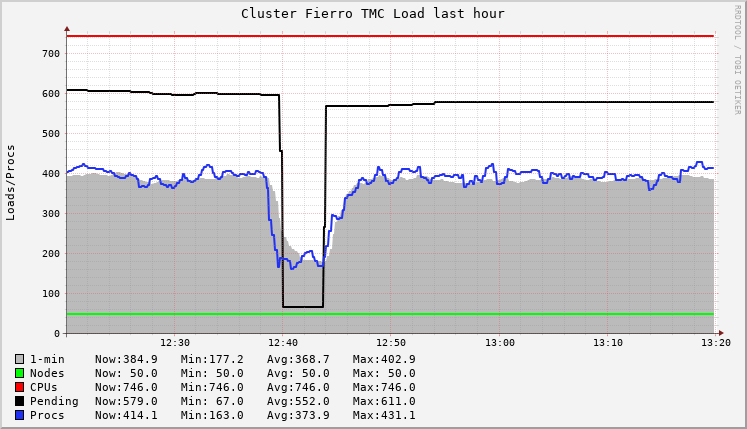 Cluster Fierro TMC Load last hour
RRDTOOL / TOBI OETIKER
Loads/Procs
700
600
500
400
300
200
100
0
12:30 12:40 12:50 13:00 13:10 13:20
1-min Now:384.9 Min:177.2 Avg:368.7 Max:402.9
Nodes Now: 50.0 Min: 50.0 Avg: 50.0 Max: 50.0
CPUs Now:746.0 Min:746.0 Avg:746.0 Max:746.0
Pending Now:579.0 Min: 67.0 Avg:552.0 Max:611.0
Procs Now:414.1 Min:163.0 Avg:373.9 Max:431.1